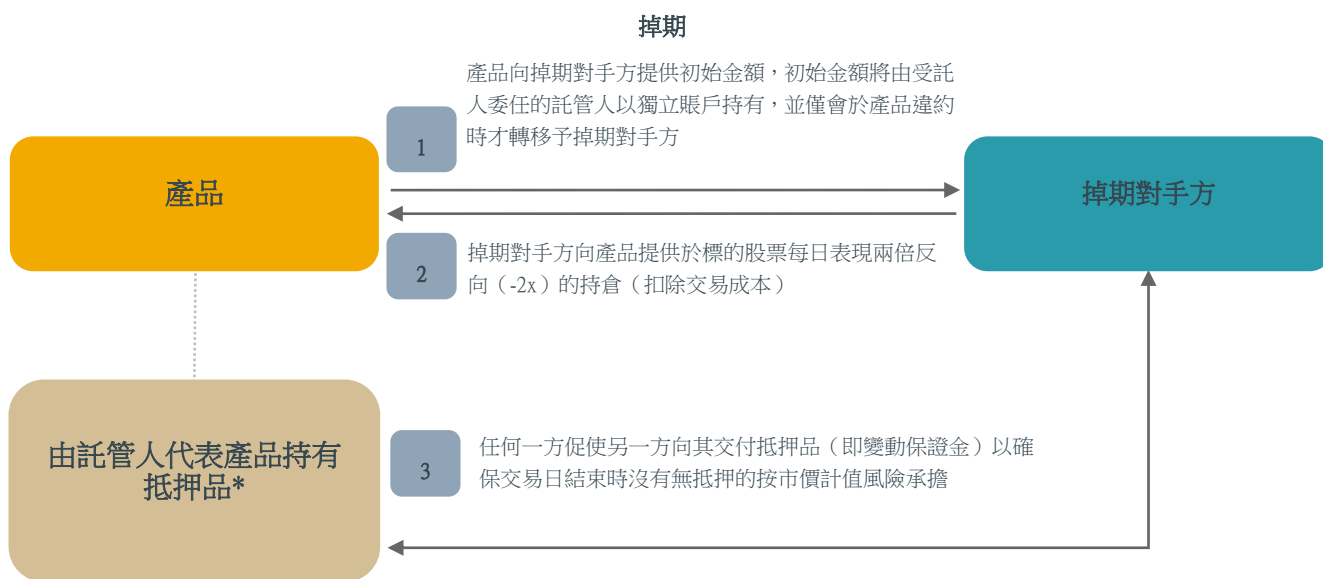 掉期
產品向掉期對手方提供初始金額，初始金額將由受託
人委任的託管人以獨立賬戶持有，並僅會於產品違約
時才轉移予掉期對手方
1
產品
掉期對手方
2
掉期對手方向產品提供於標的股票每日表現兩倍反
向（-2x）的持倉（扣除交易成本）
由託管人代表產品持有
抵押品*
3
任何一方促使另一方向其交付抵押品（即變動保證金）以確
保交易日結束時沒有無抵押的按市價計值風險承擔